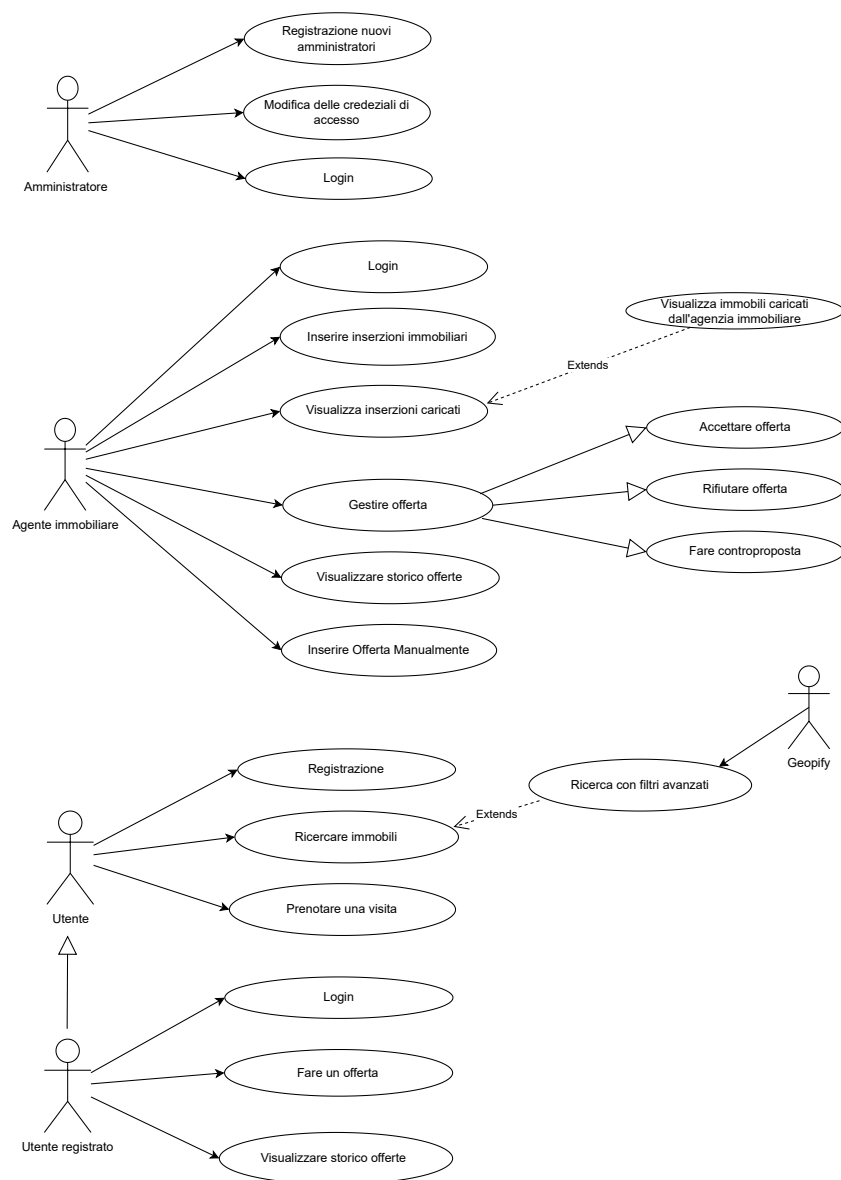 Registrazione nuovi
amministratori
Modifica delle credeziali di
accesso
Login
Amministratore
Login
Visualizza immobili caricati
dall'agenzia immobiliare
Inserire inserzioni immobiliari
Extends
Visualizza inserzioni caricati
Accettare offerta
Gestire offerta
Rifiutare offerta
Agente immobiliare
Fare controproposta
Visualizzare storico offerte
Inserire Offerta Manualmente
Geopify
Registrazione
Ricerca con filtri avanzati
Extends
Ricercare immobili
Prenotare una visita
Utente
Login
Fare un offerta
Utente registrato
Visualizzare storico offerte